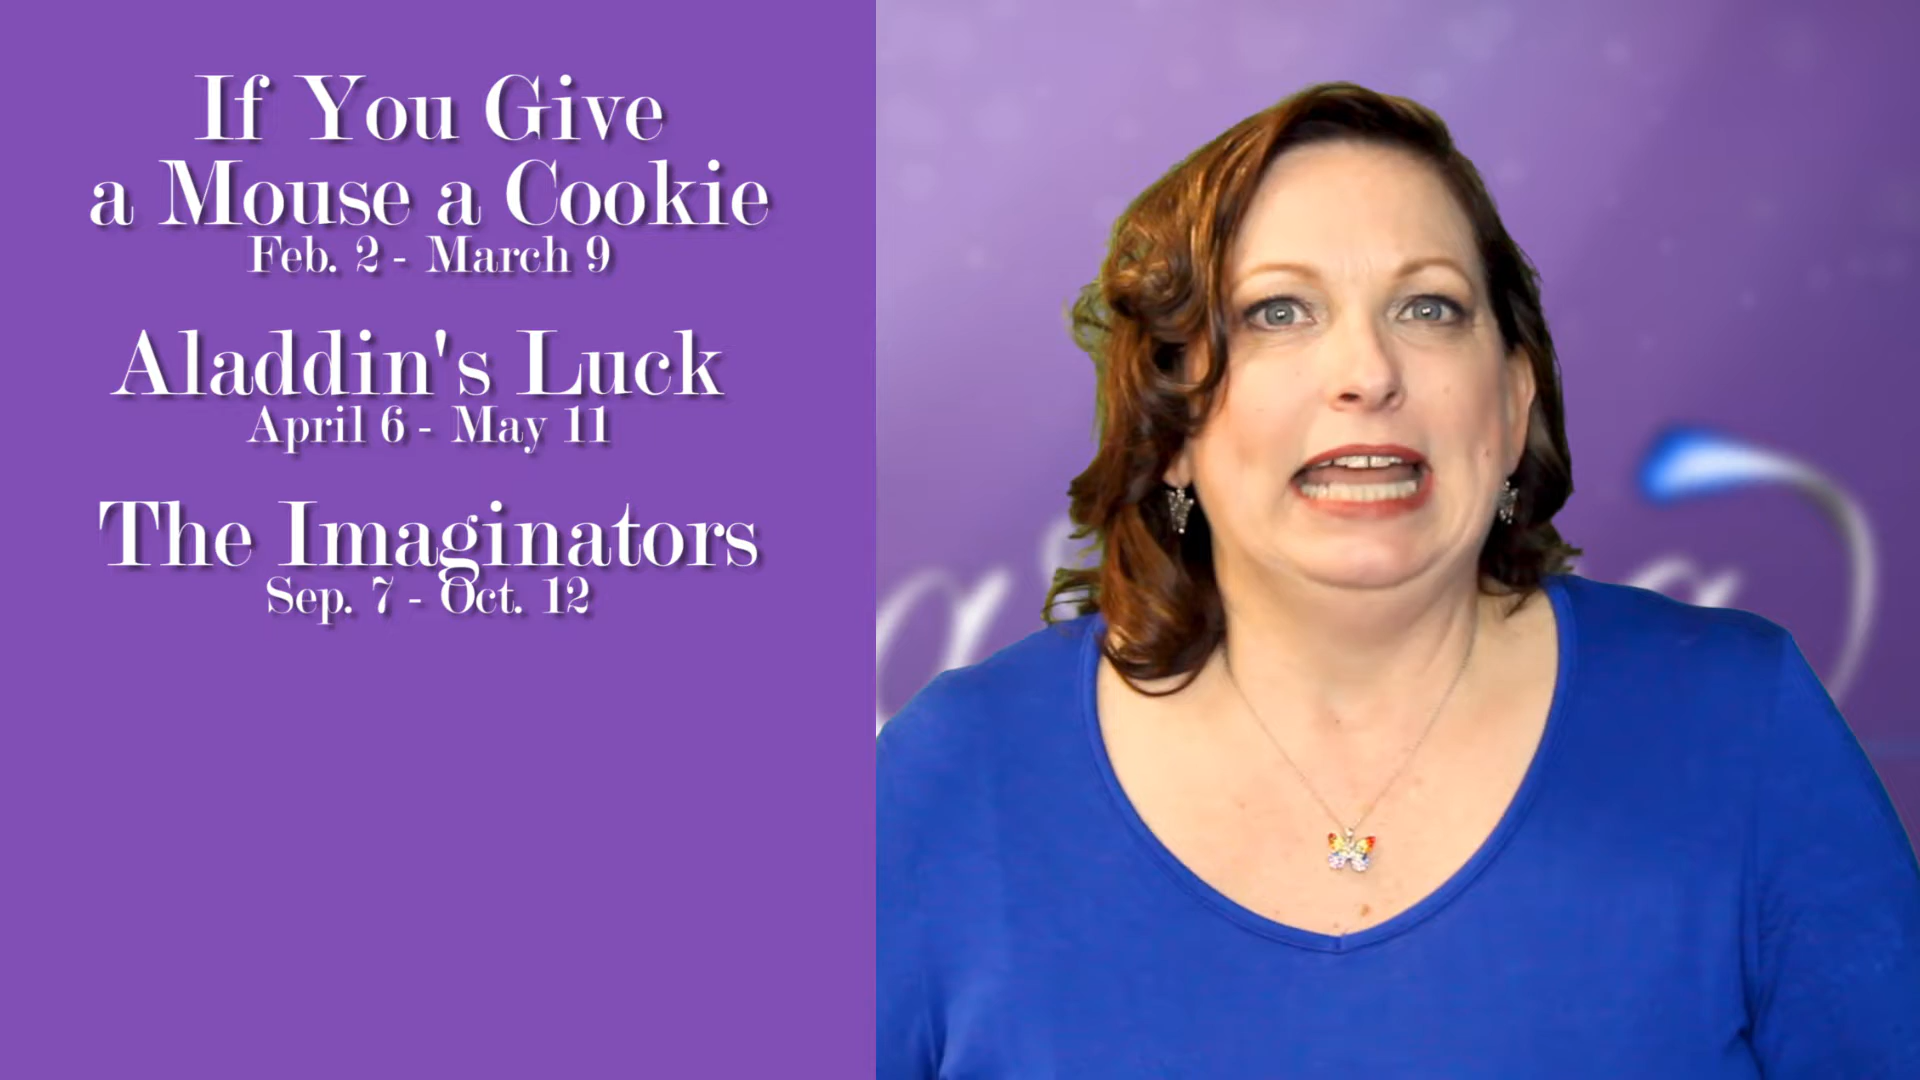 If You Give
a Mouse a Cookie
Feb. 2 - March 9
Aladdin's Luck
April 6 - May 11
The Imaginators
Sep. 7 - Oct. 12